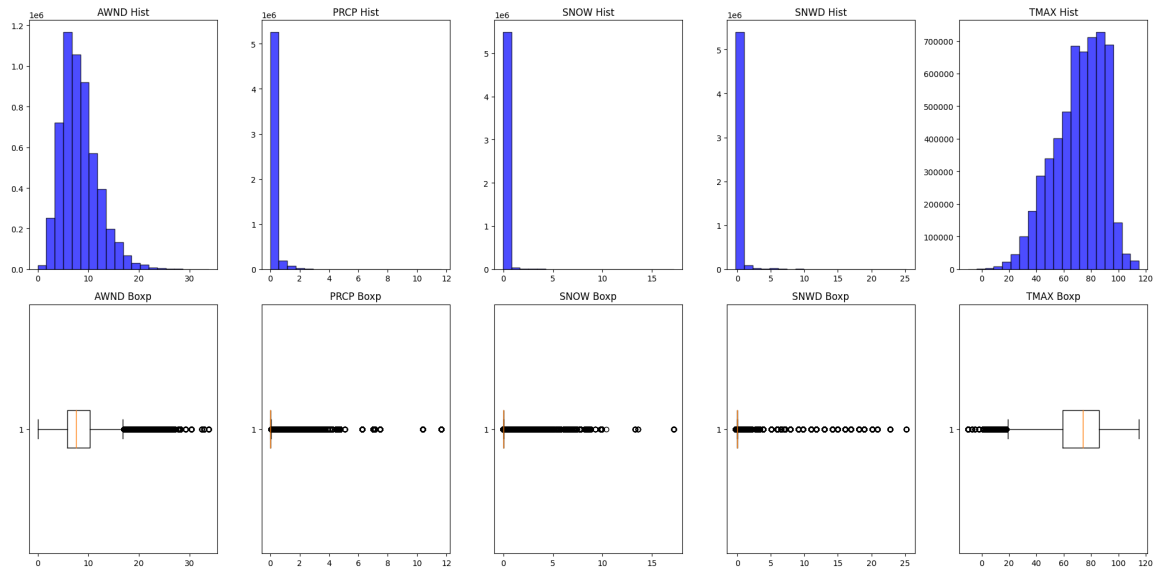 AWND Hist
1e6
1.2
1.0
0.8
0.6
0.4
0.2
0.0
0 10 20 30
PRCP Hist
1e6
5
4
3
2
1
0
0 2 4 6 8 10 12
SNOW Hist
1e6
5
4
3
2
1
0
0 5 10 15
SNWD Hist
1e6
5
4
3
2
1
0
0 5 10 15 20 25
TMAX Hist
700000
600000
500000
400000
300000
200000
100000
0
0 20 40 60 80 100 120
AWND Boxp
1
0 10 20 30
PRCP Boxp
1
0 2 4 6 8 10 12
SNOW Boxp
1
0 5 10 15
SNWD Boxp
1
0 5 10 15 20 25
TMAX Boxp
1
0 20 40 60 80 100 120